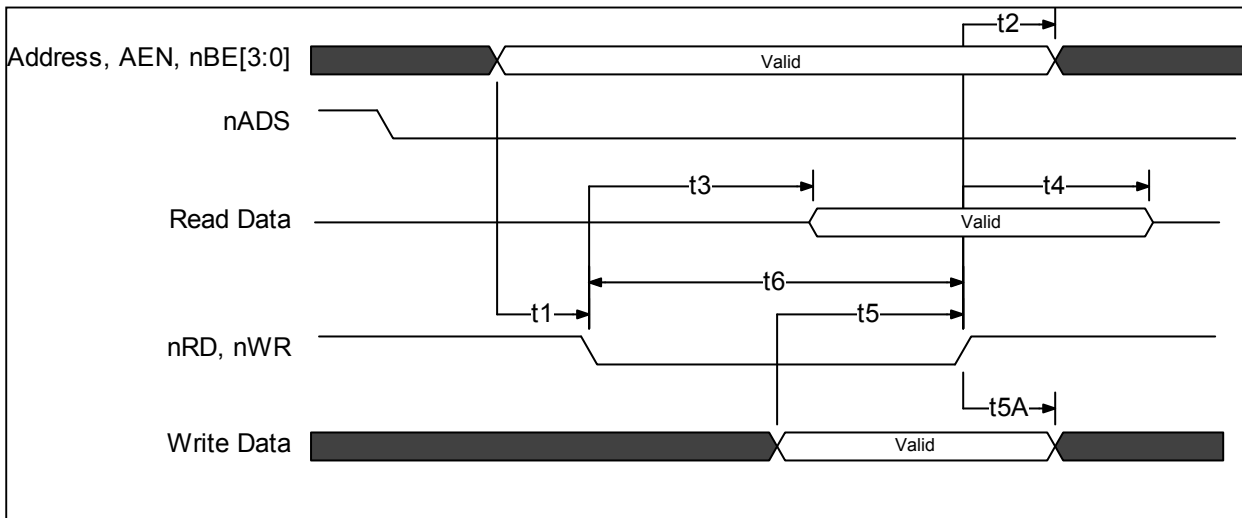 t2
Address, AEN, nBE[3:0]
Valid
nADS
t3
t4
Read Data
Valid
t6
t1
t5
nRD, nWR
t5A
Write Data
Valid